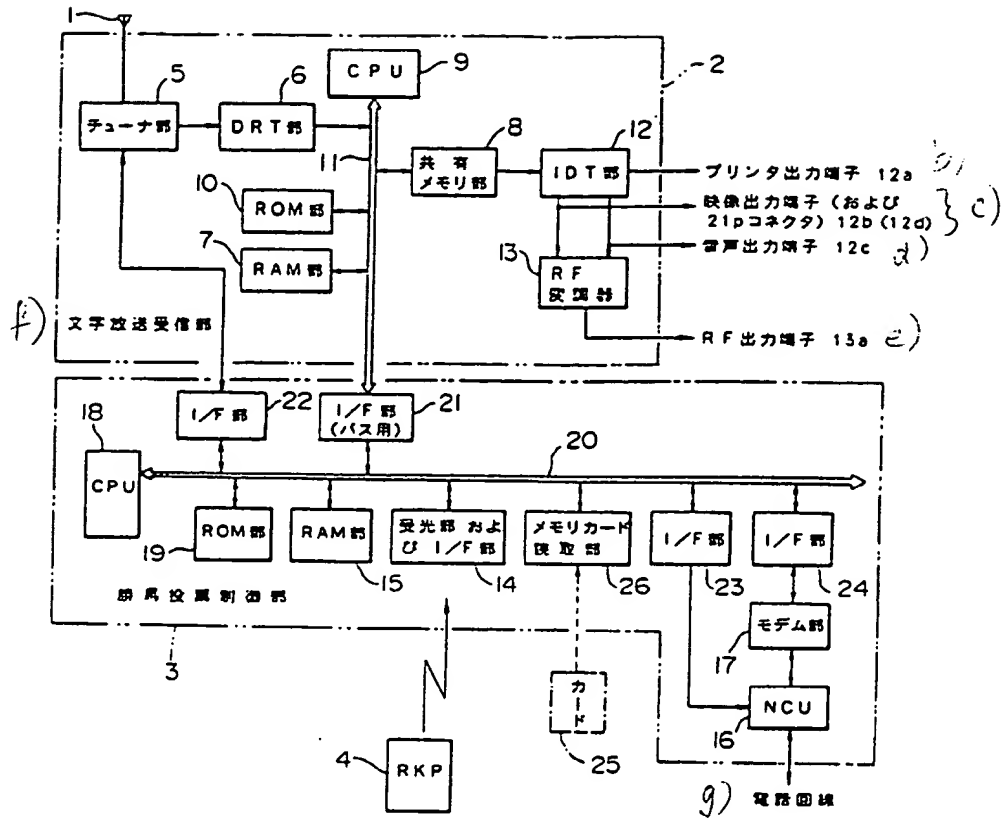 1
2
5
6
CPU
9
チューナ部
DRT部
11
8
12
共有
メモリ部
IDT部
プリンタ出力端子 12a
b)
10
ROM部
映像出力端子(および
21pコネクタ) 12b (12d)
} c)
音声出力端子 12c
d)
7
RAM部
13
RF
変調器
f) 文字放送受信部
RF出力端子 13a
e)
18
I/F部
22
I/F部
(バス用)
21
20
CPU
ROM部
19
RAM部
15
受光部 およ
び I/F部
14
メモリカード
読取部
26
I/F部
23
I/F部
24
勝馬投票制御部
3
モデム部
17
カード
25
NCU
16
4
RKP
g)
電話回線